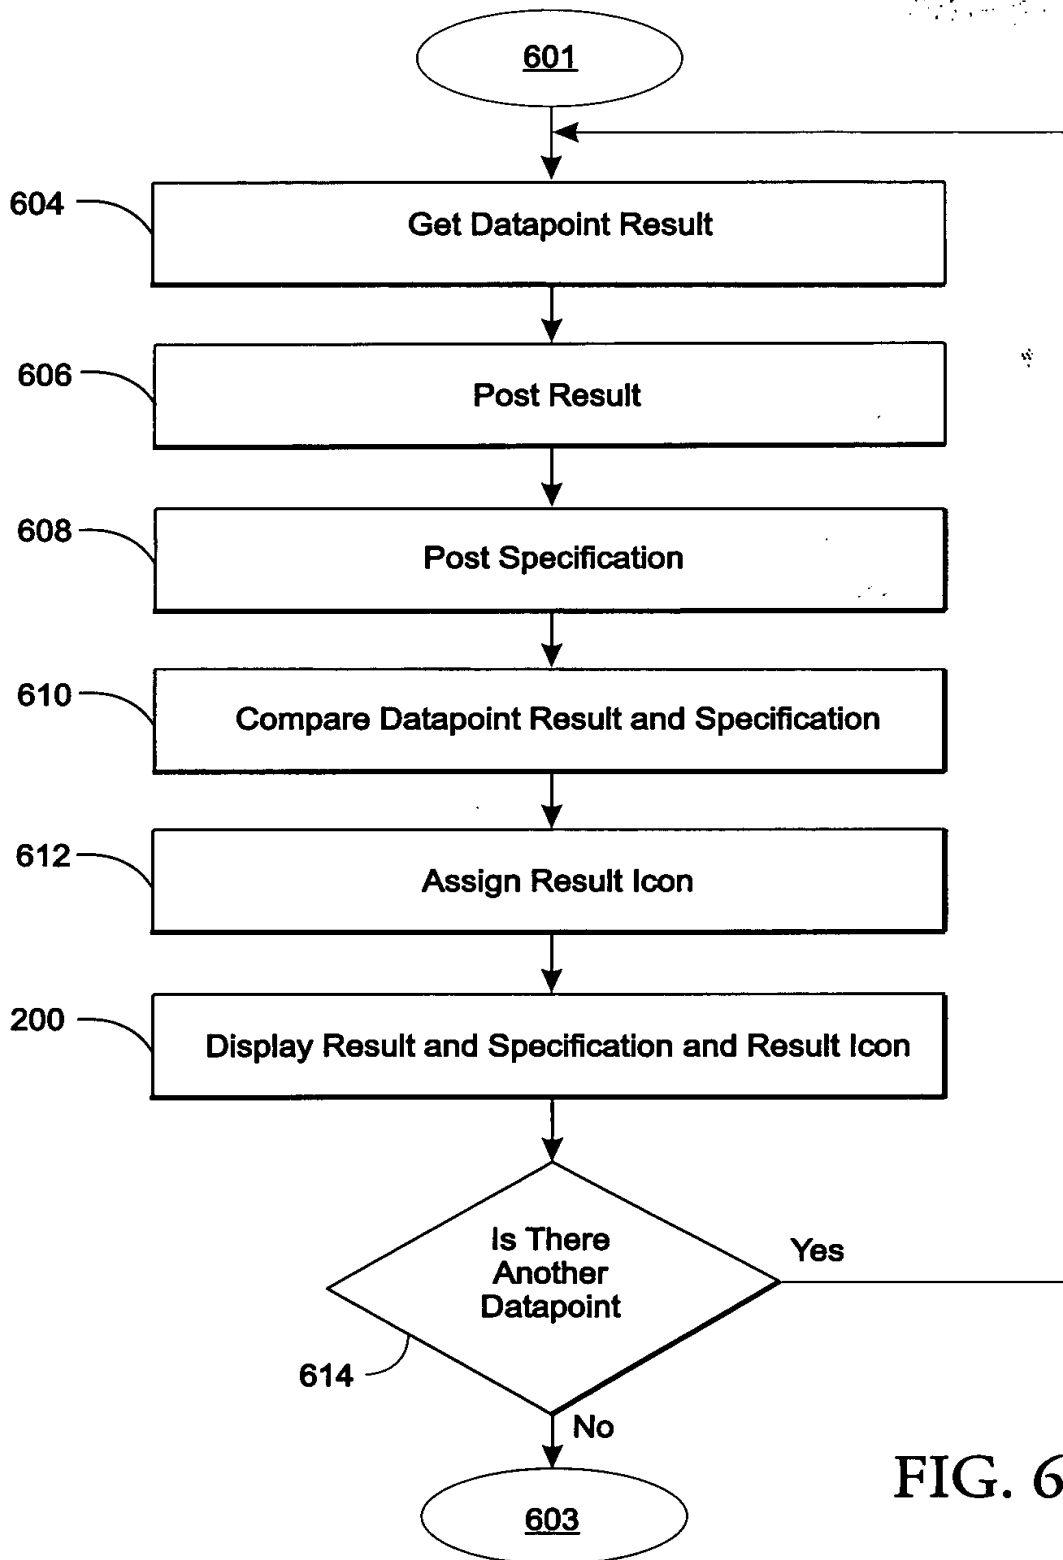 601
604
Get Datapoint Result
606
Post Result
608
Post Specification
610
Compare Datapoint Result and Specification
612
Assign Result Icon
200
Display Result and Specification and Result Icon
Is There
Another
Datapoint
Yes
614
No
603
FIG. 6